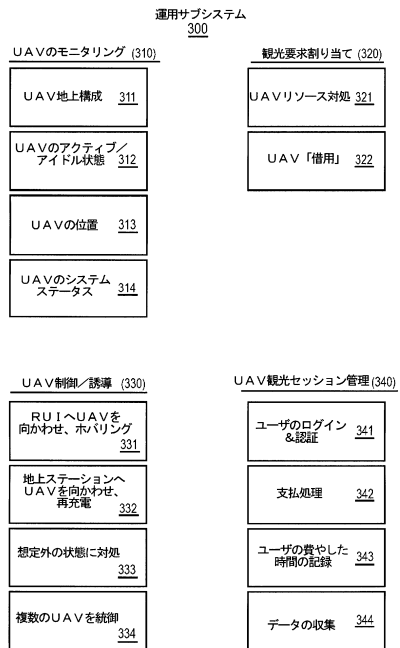 運用サブシステム
300
UAVのモニタリング (310)
UAV地上構成 311
UAVのアクティブ/
アイドル状態 312
UAVの位置 313
UAVのシステム
ステータス 314
観光要求割り当て (320)
UAVリソース対処 321
UAV「借用」 322
UAV制御/誘導 (330)
RUIへUAVを
向かわせ、ホバリング
331
地上ステーションへ
UAVを向かわせ、
再充電 332
想定外の状態に対処
333
複数のUAVを統御
334
UAV観光セッション管理(340)
ユーザのログイン
&認証 341
支払処理 342
ユーザの費やした
時間の記録 343
データの収集 344